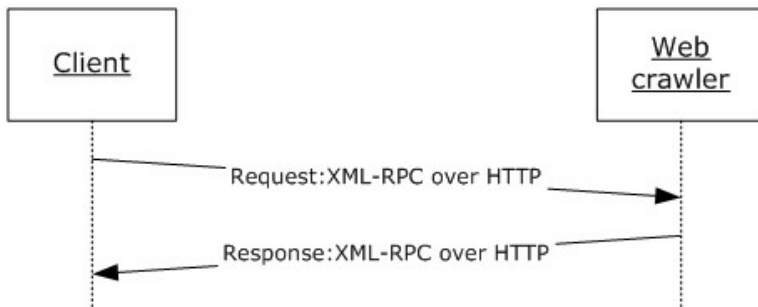 Client
Web
crawler
Request:XML-RPC over HTTP
Response:XML-RPC over HTTP